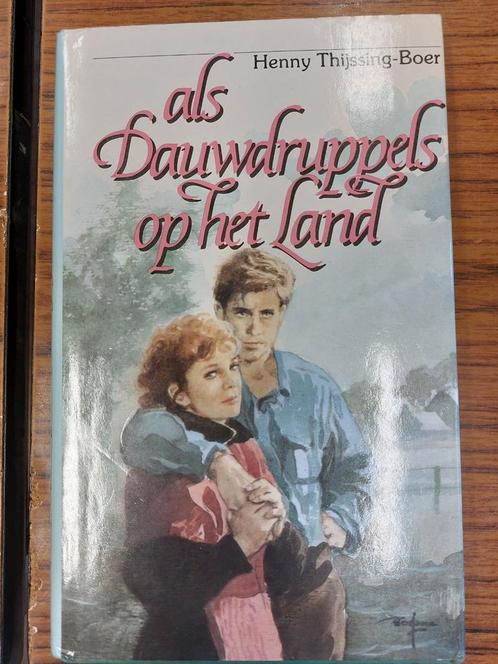 Henny Thijssing-Boer
als
Dauwdruppels
op het Land